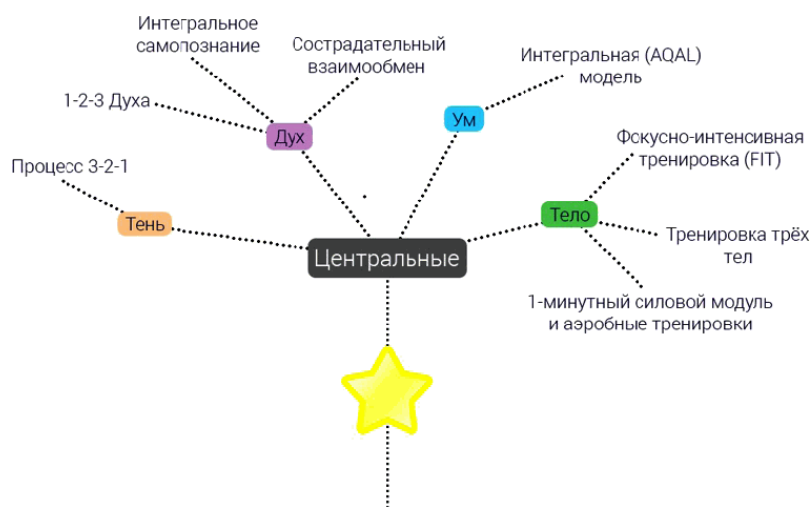 Интегральное
самопознание
Сострадательный
взаимообмен
Интегральная (AQAL)
модель
1-2-3 Духа
Ум
Дух
Фокусно-интенсивная
тренировка (FIT)
Процесс 3-2-1
Тень
Тело
Тренировка трёх
тел
Центральные
1-минутный силовой модуль
и аэробные тренировки